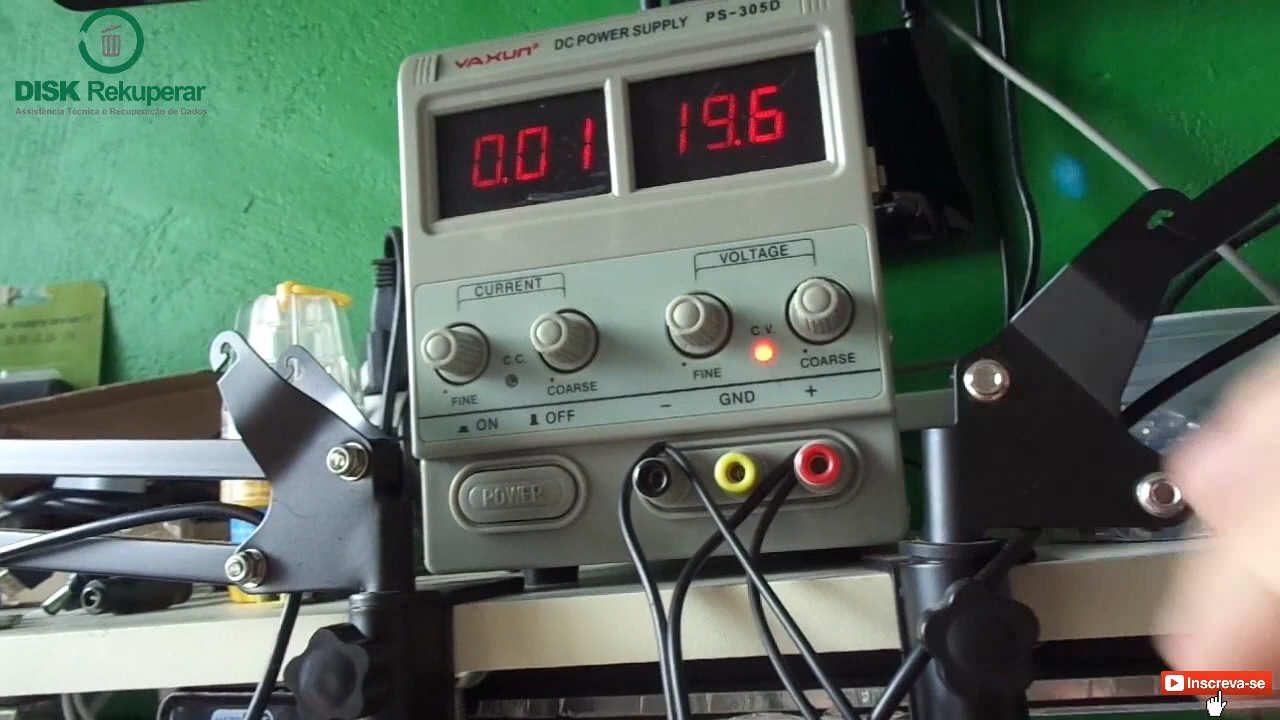 DISK Rekuperar
Assistência Técnica e Recuperação de Dados
YAXUN DC POWER SUPPLY PS-305D
0.01 19.6
CURRENT VOLTAGE
C.C. C.V.
FINE COARSE FINE COARSE
ON OFF - GND +
POWER
Inscreva-se